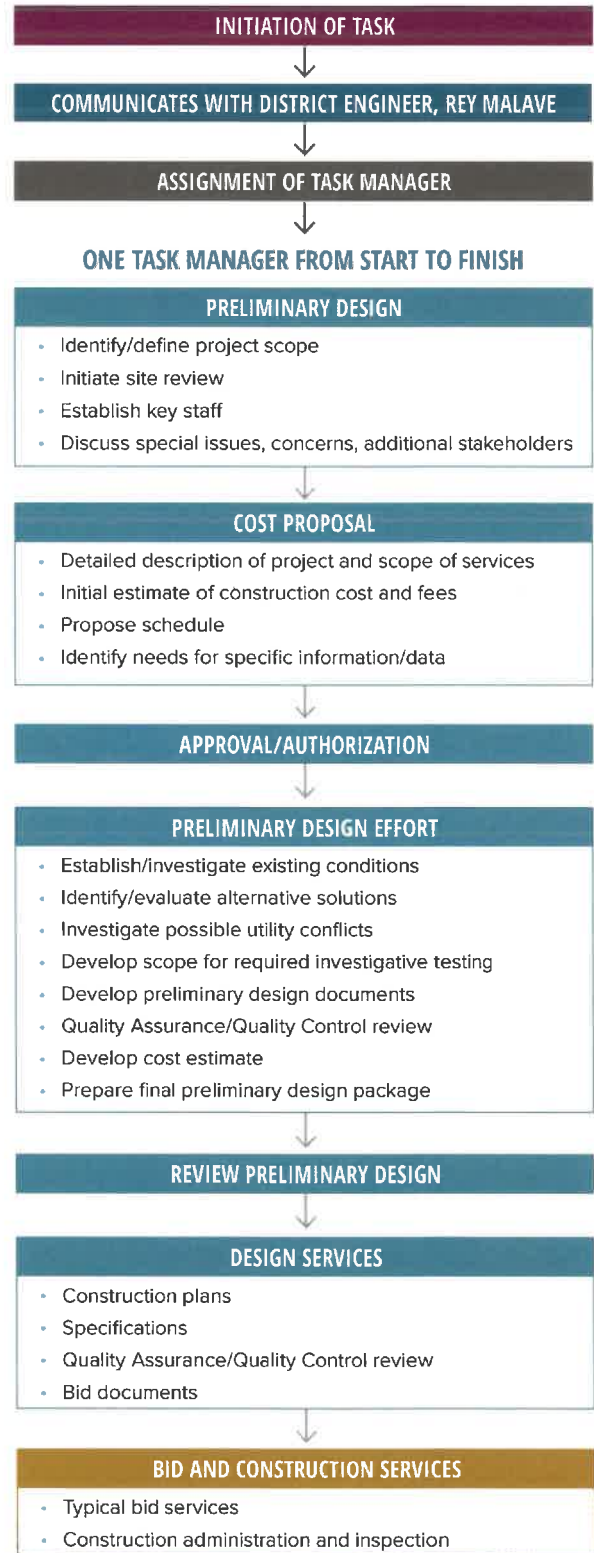 INITIATION OF TASK
COMMUNICATES WITH DISTRICT ENGINEER, REY MALAVE
ASSIGNMENT OF TASK MANAGER
ONE TASK MANAGER FROM START TO FINISH
PRELIMINARY DESIGN
• Identify/define project scope
• Initiate site review
• Establish key staff
• Discuss special issues, concerns, additional stakeholders
COST PROPOSAL
• Detailed description of project and scope of services
• Initial estimate of construction cost and fees
• Propose schedule
• Identify needs for specific information/data
APPROVAL/AUTHORIZATION
PRELIMINARY DESIGN EFFORT
• Establish/investigate existing conditions
• Identify/evaluate alternative solutions
• Investigate possible utility conflicts
• Develop scope for required investigative testing
• Develop preliminary design documents
• Quality Assurance/Quality Control review
• Develop cost estimate
• Prepare final preliminary design package
REVIEW PRELIMINARY DESIGN
DESIGN SERVICES
• Construction plans
• Specifications
• Quality Assurance/Quality Control review
• Bid documents
BID AND CONSTRUCTION SERVICES
• Typical bid services
• Construction administration and inspection